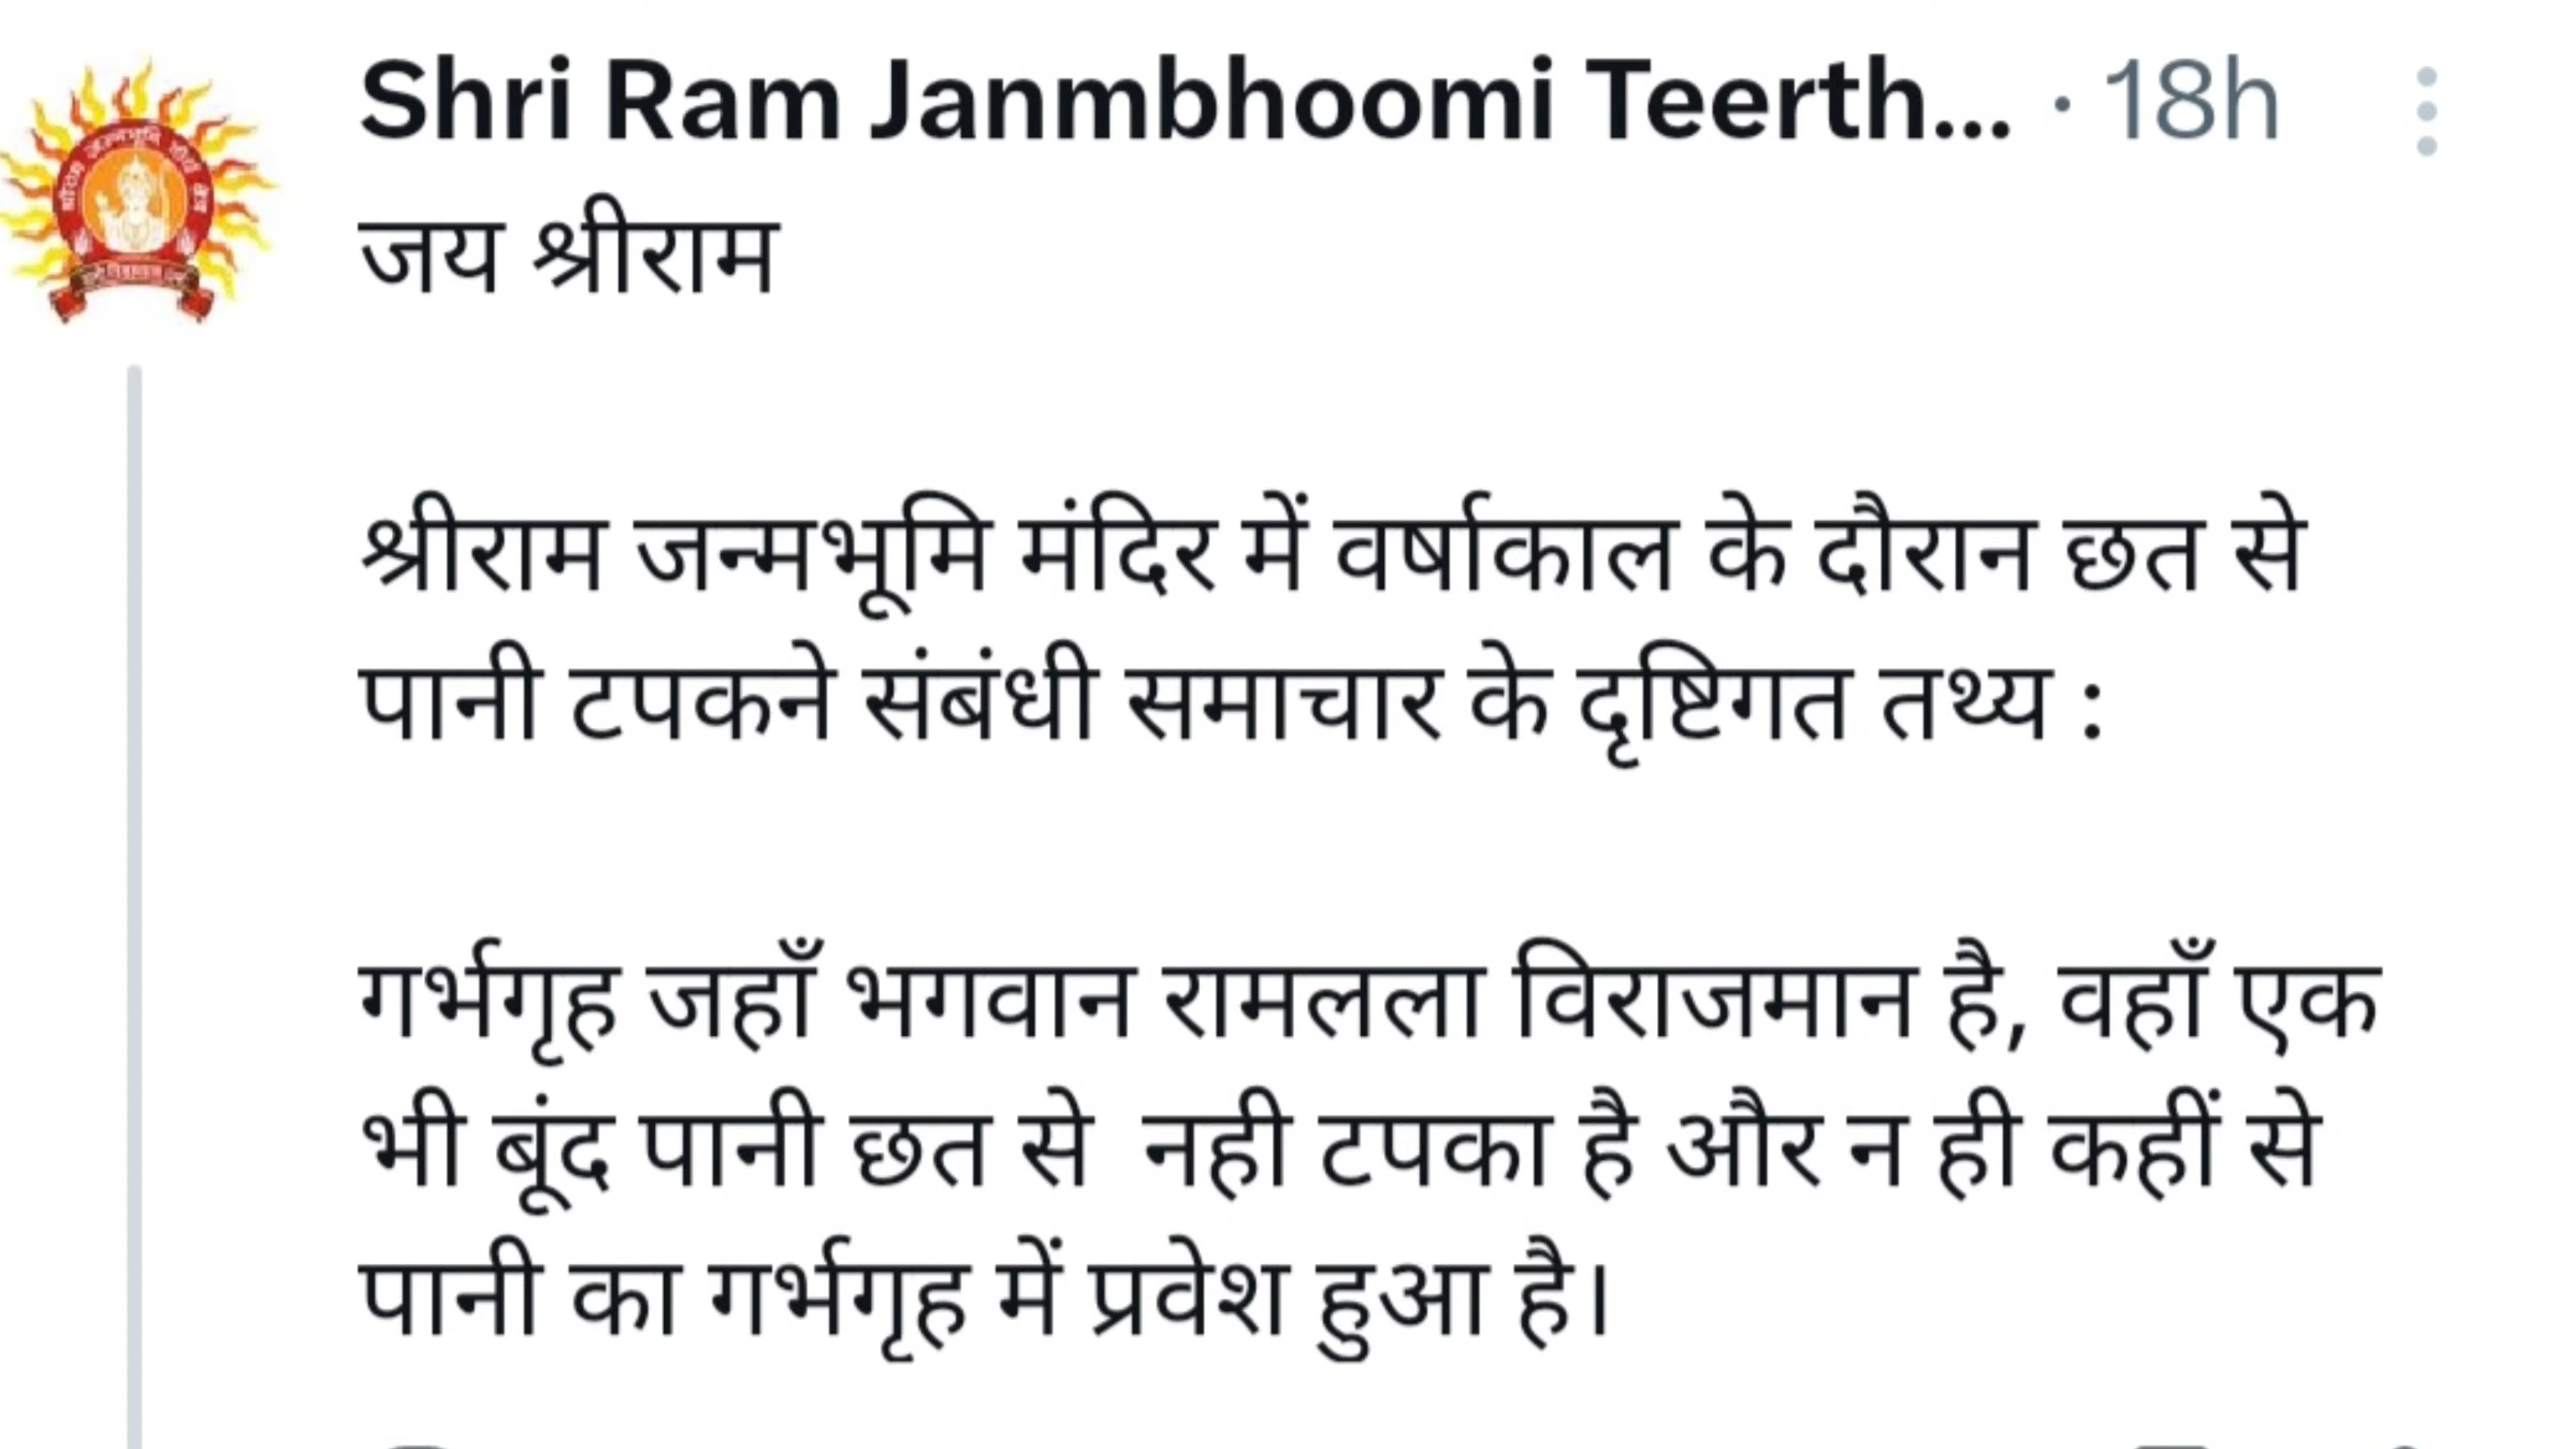 Shri Ram Janmbhoomi Teerth... · 18h
जय श्रीराम
श्रीराम जन्मभूमि मंदिर में वर्षाकाल के दौरान छत से
पानी टपकने संबंधी समाचार के दृष्टिगत तथ्य :
गर्भगृह जहाँ भगवान रामलला विराजमान है, वहाँ एक
भी बूंद पानी छत से  नही टपका है और न ही कहीं से
पानी का गर्भगृह में प्रवेश हुआ है।